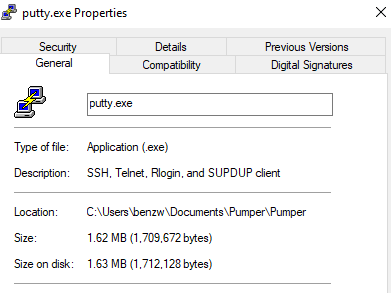 putty.exe Properties
Security Details Previous Versions
General Compatibility Digital Signatures
putty.exe
Type of file: Application (.exe)
Description: SSH, Telnet, Rlogin, and SUPDUP client
Location: C:\Users\benzw\Documents\Pumper\Pumper
Size: 1.62 MB (1,709,672 bytes)
Size on disk: 1.63 MB (1,712,128 bytes)